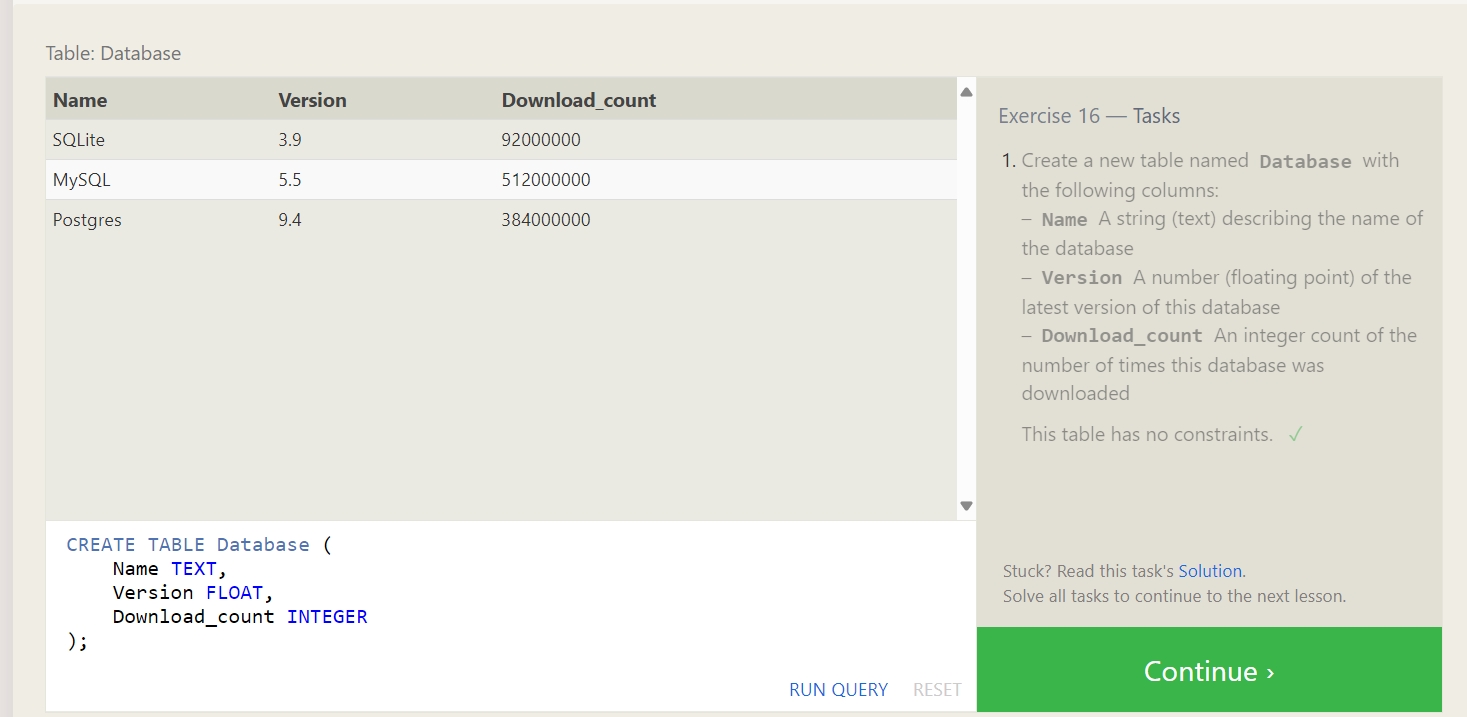 Table: Database
Name Version Download_count
SQLite 3.9 92000000
MySQL 5.5 512000000
Postgres 9.4 384000000
CREATE TABLE Database (
    Name TEXT,
    Version FLOAT,
    Download_count INTEGER
);
RUN QUERY RESET
Exercise 16 — Tasks
1. Create a new table named Database with
the following columns:
– Name A string (text) describing the name of
the database
– Version A number (floating point) of the
latest version of this database
– Download_count An integer count of the
number of times this database was
downloaded
This table has no constraints. ✓
Stuck? Read this task's Solution.
Solve all tasks to continue to the next lesson.
Continue ›